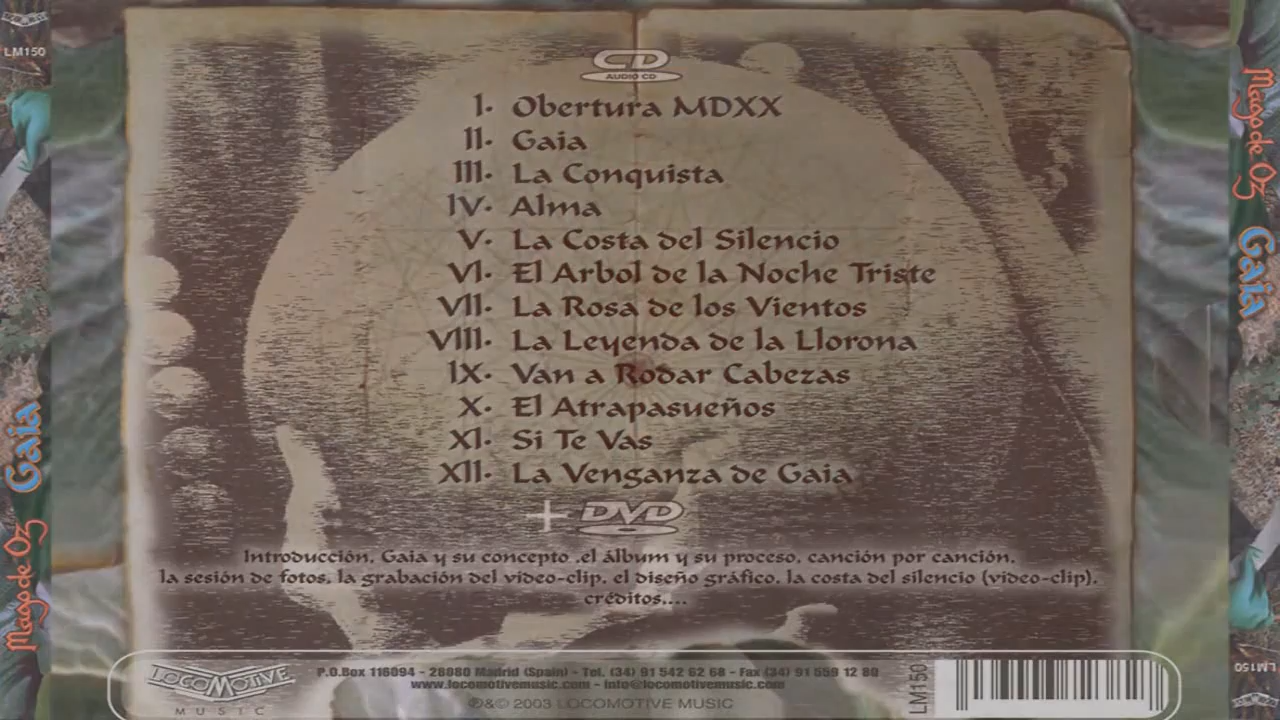 LM150
Mago de Oz Gaia
CD
AUDIO CD
I. Obertura MDXX
II. Gaia
III. La Conquista
IV. Alma
V. La Costa del Silencio
VI. El Arbol de la Noche Triste
VII. La Rosa de los Vientos
VIII. La Leyenda de la Llorona
IX. Van a Rodar Cabezas
X. El Atrapasueños
XI. Si Te Vas
XII. La Venganza de Gaia
+ DVD
Introducción, Gaia y su concepto ,el álbum y su proceso, canción por canción,
la sesión de fotos, la grabación del video-clip, el diseño gráfico, la costa del silencio (video-clip),
créditos....
LOCOMOTIVE
MUSIC
P.O.Box 116094 - 28080 Madrid (Spain) - Tel. (34) 91 542 62 68 - Fax (34) 91 559 12 80
www.locomotivemusic.com - info@locomotivemusic.com
℗&© 2003 LOCOMOTIVE MUSIC
LM150
Mago de Oz Gaia
LM150